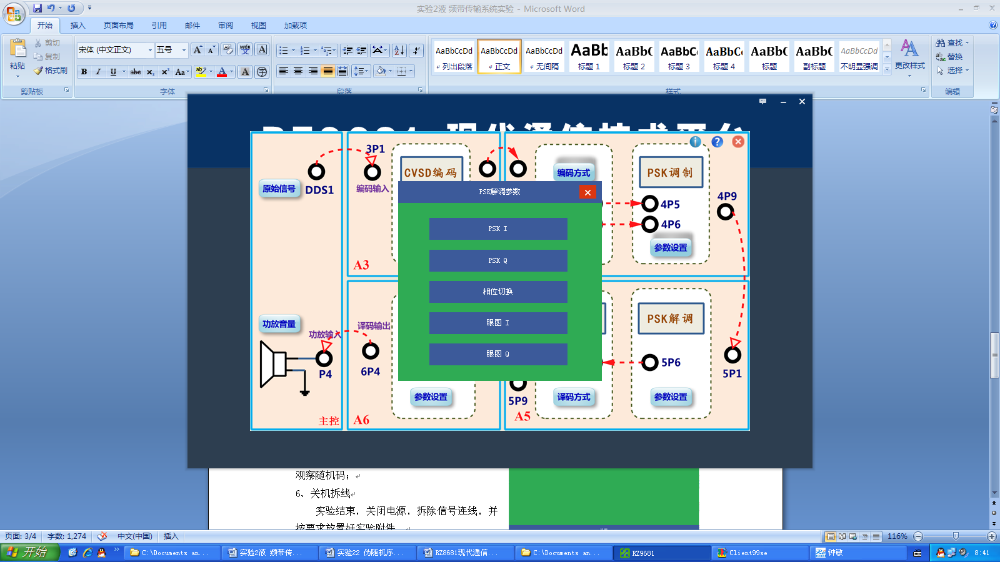 实验2液 频带传输系统实验 - Microsoft Word
开始 插入 页面布局 引用 邮件 审阅 视图 加载项
粘贴
剪切
复制
格式刷
剪贴板
宋体 (中文正文) 五号
字体
段落
AaBbCcDd AaBbCcDd AaBbCcDd AaBb AaBbC AaBbC AaBbC AaBbC AaBbC AaBbCcDd
列出段落 正文 无间隔 标题 1 标题 2 标题 3 标题 4 标题 副标题 不明显强调
更改样式
样式
查找
替换
选择
编辑
原始信号
DDS1
3P1
编码输入
CVSD编码
A3
编码方式
PSK调制
4P5
4P6
参数设置
4P9
PSK解调参数
PSK I
PSK Q
相位切换
眼图 I
眼图 Q
功放音量
功放输入
P4
主控
译码输出
6P4
参数设置
A6
5P9
A5
译码方式
PSK解调
5P6
参数设置
5P1
观察随机码；
6、关机拆线
实验结束，关闭电源，拆除信号连线，并
按要求放置好实验附件
页面: 3/4 字数: 1,274 中文(中国) 插入 116%
开始 C:\Documents an... 实验2液 频带传... 实验22 伪随机序... RZ8681现代通信... C:\Documents an... RZ9681 Client99se 钟敏 8:41